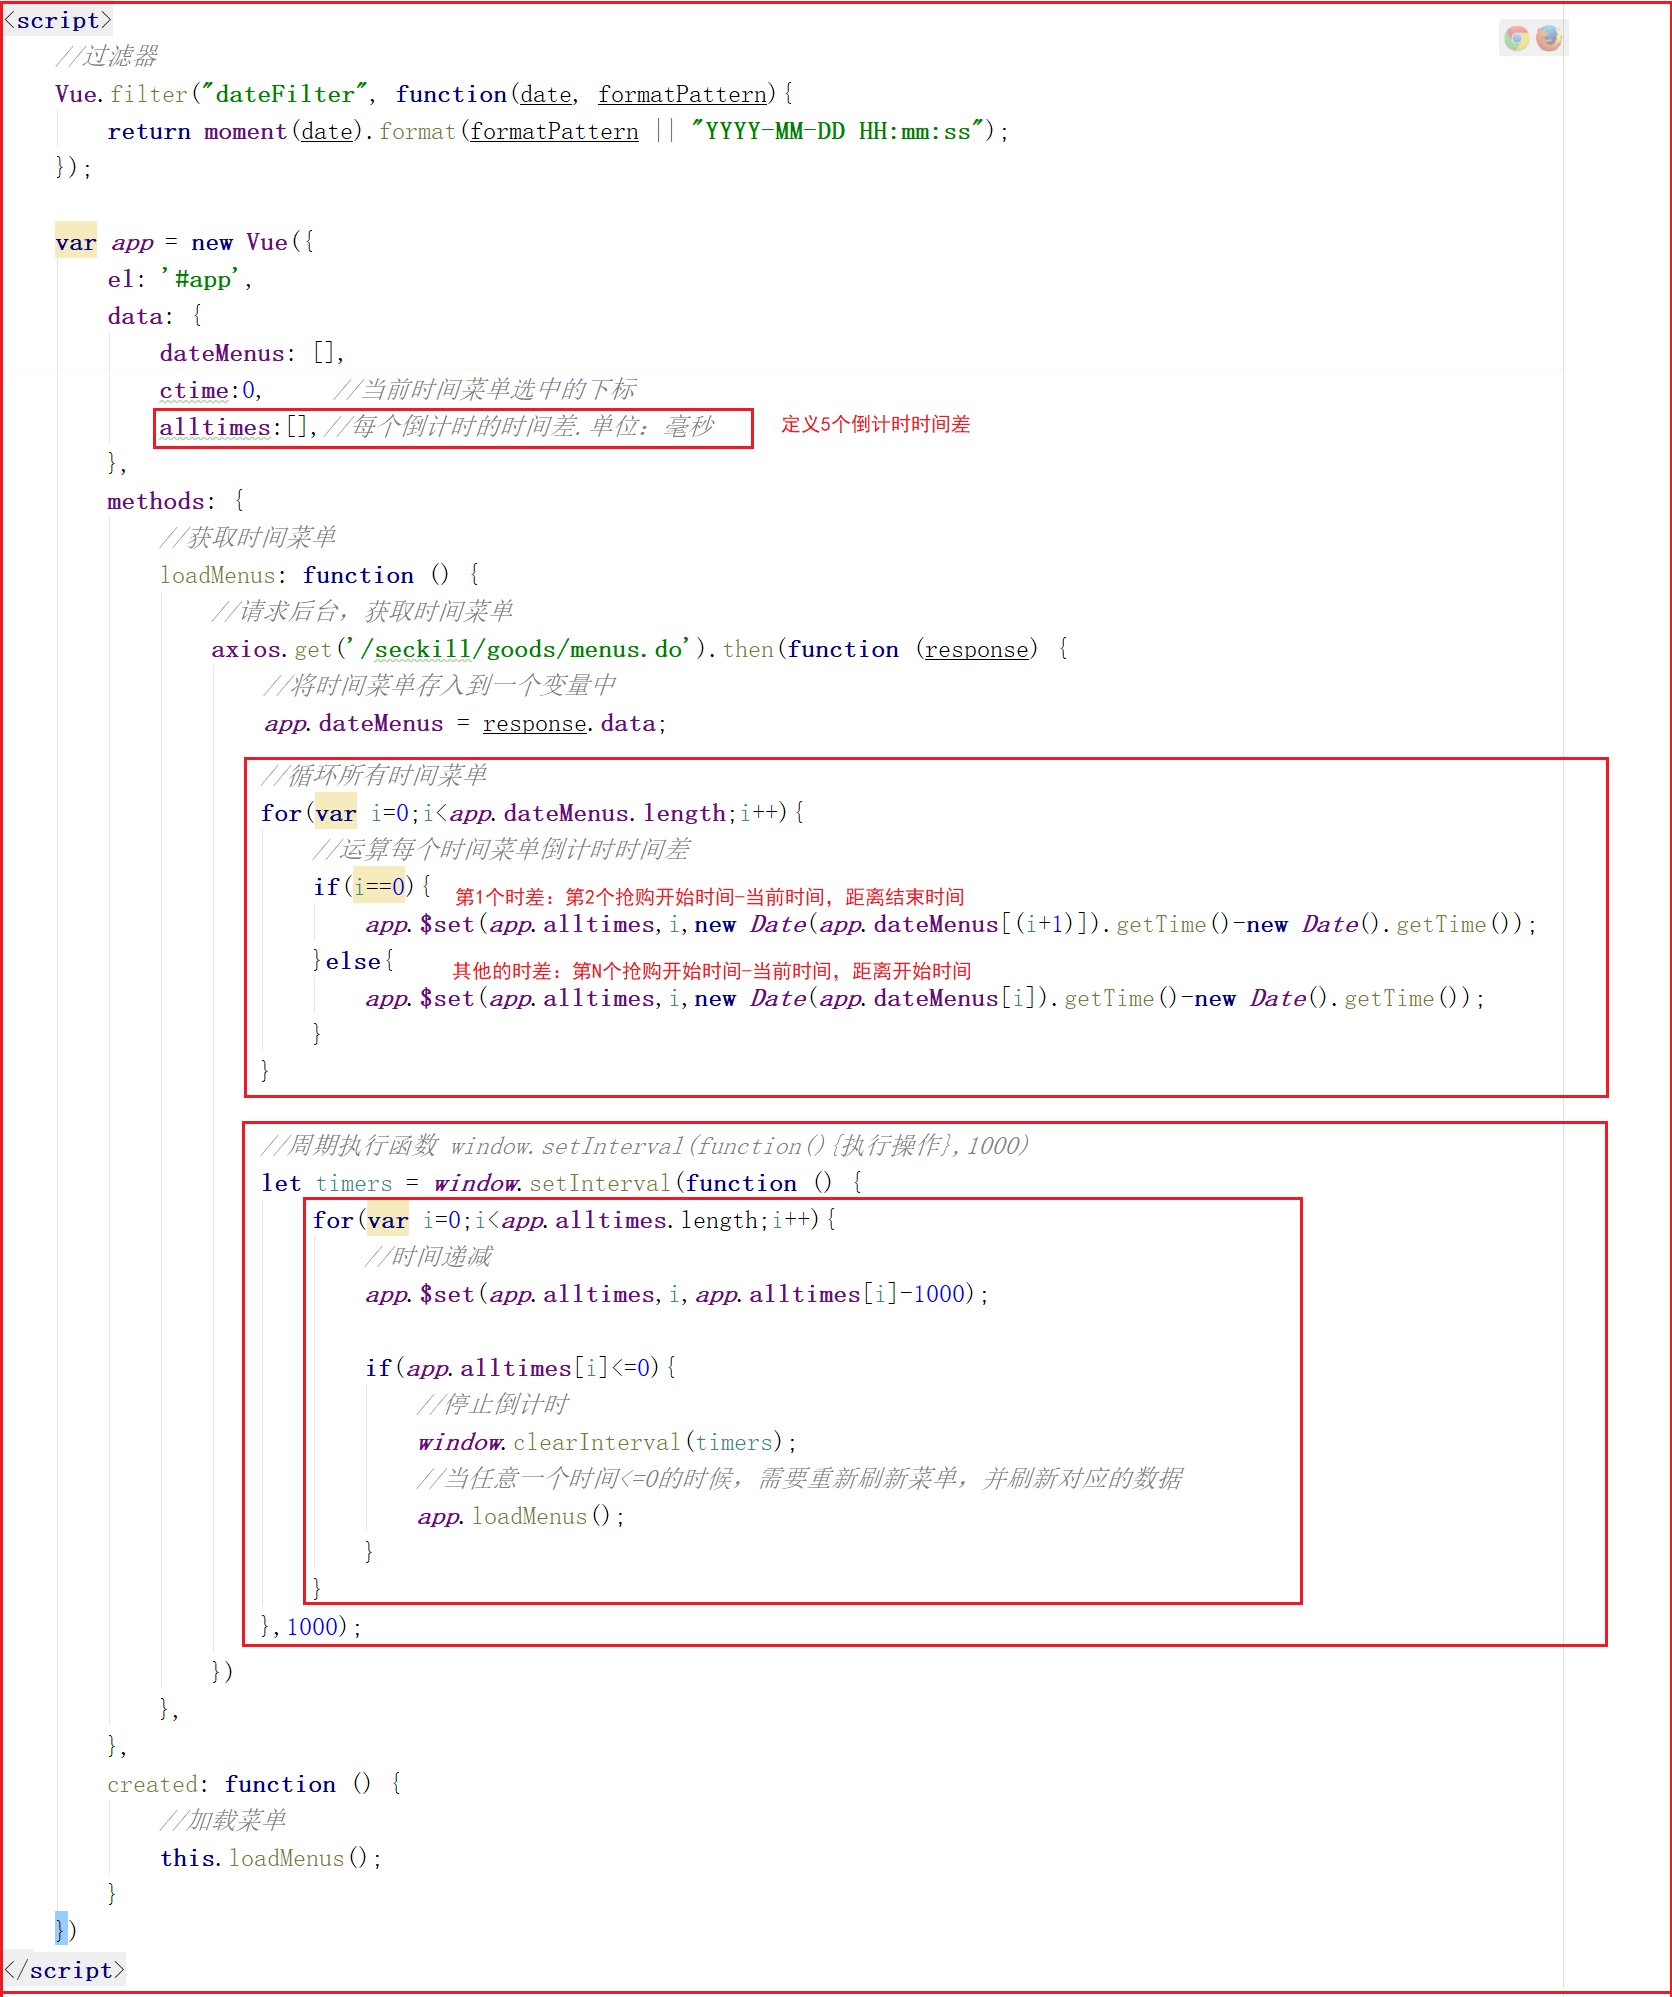 <script>
//过滤器
Vue.filter("dateFilter", function(date, formatPattern){
return moment(date).format(formatPattern || "YYYY-MM-DD HH:mm:ss");
});
var app = new Vue({
el: '#app',
data: {
dateMenus: [],
ctime:0, //当前时间菜单选中的下标
alltimes:[],//每个倒计时的时间差.单位：毫秒 定义5个倒计时时间差
},
methods: {
//获取时间菜单
loadMenus: function () {
//请求后台，获取时间菜单
axios.get('/seckill/goods/menus.do').then(function (response) {
//将时间菜单存入到一个变量中
app.dateMenus = response.data;
//循环所有时间菜单
for(var i=0;i<app.dateMenus.length;i++){
//运算每个时间菜单倒计时时间差
if(i==0){ 第1个时差：第2个抢购开始时间-当前时间，距离结束时间
app.$set(app.alltimes,i,new Date(app.dateMenus[(i+1)]).getTime()-new Date().getTime());
}else{ 其他的时差：第N个抢购开始时间-当前时间，距离开始时间
app.$set(app.alltimes,i,new Date(app.dateMenus[i]).getTime()-new Date().getTime());
}
}
//周期执行函数 window.setInterval(function(){执行操作},1000)
let timers = window.setInterval(function () {
for(var i=0;i<app.alltimes.length;i++){
//时间递减
app.$set(app.alltimes,i,app.alltimes[i]-1000);
if(app.alltimes[i]<=0){
//停止倒计时
window.clearInterval(timers);
//当任意一个时间<=0的时候，需要重新刷新菜单，并刷新对应的数据
app.loadMenus();
}
}
},1000);
})
},
},
created: function () {
//加载菜单
this.loadMenus();
}
})
</script>